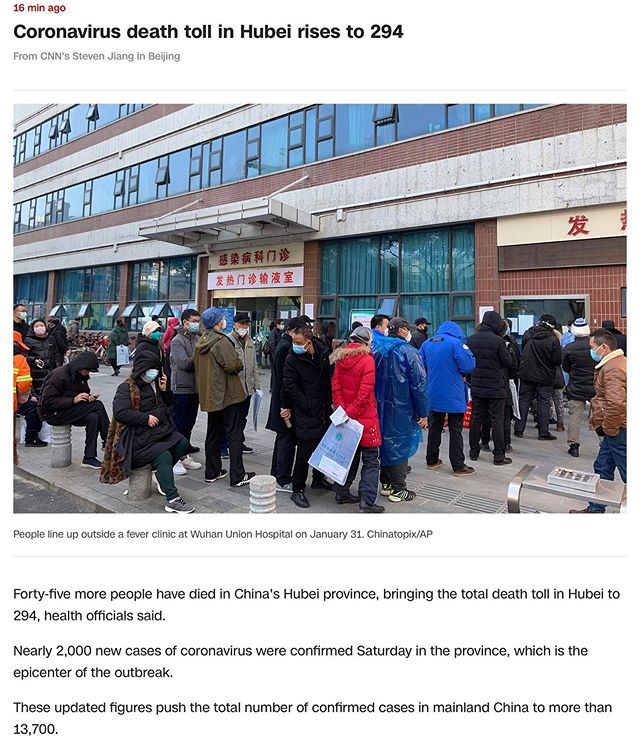 16 min ago
Coronavirus death toll in Hubei rises to 294
From CNN's Steven Jiang in Beijing
感染病科门诊
发热门诊输液室
发热
People line up outside a fever clinic at Wuhan Union Hospital on January 31. Chinatopix/AP
Forty-five more people have died in China's Hubei province, bringing the total death toll in Hubei to
294, health officials said.
Nearly 2,000 new cases of coronavirus were confirmed Saturday in the province, which is the
epicenter of the outbreak.
These updated figures push the total number of confirmed cases in mainland China to more than
13,700.